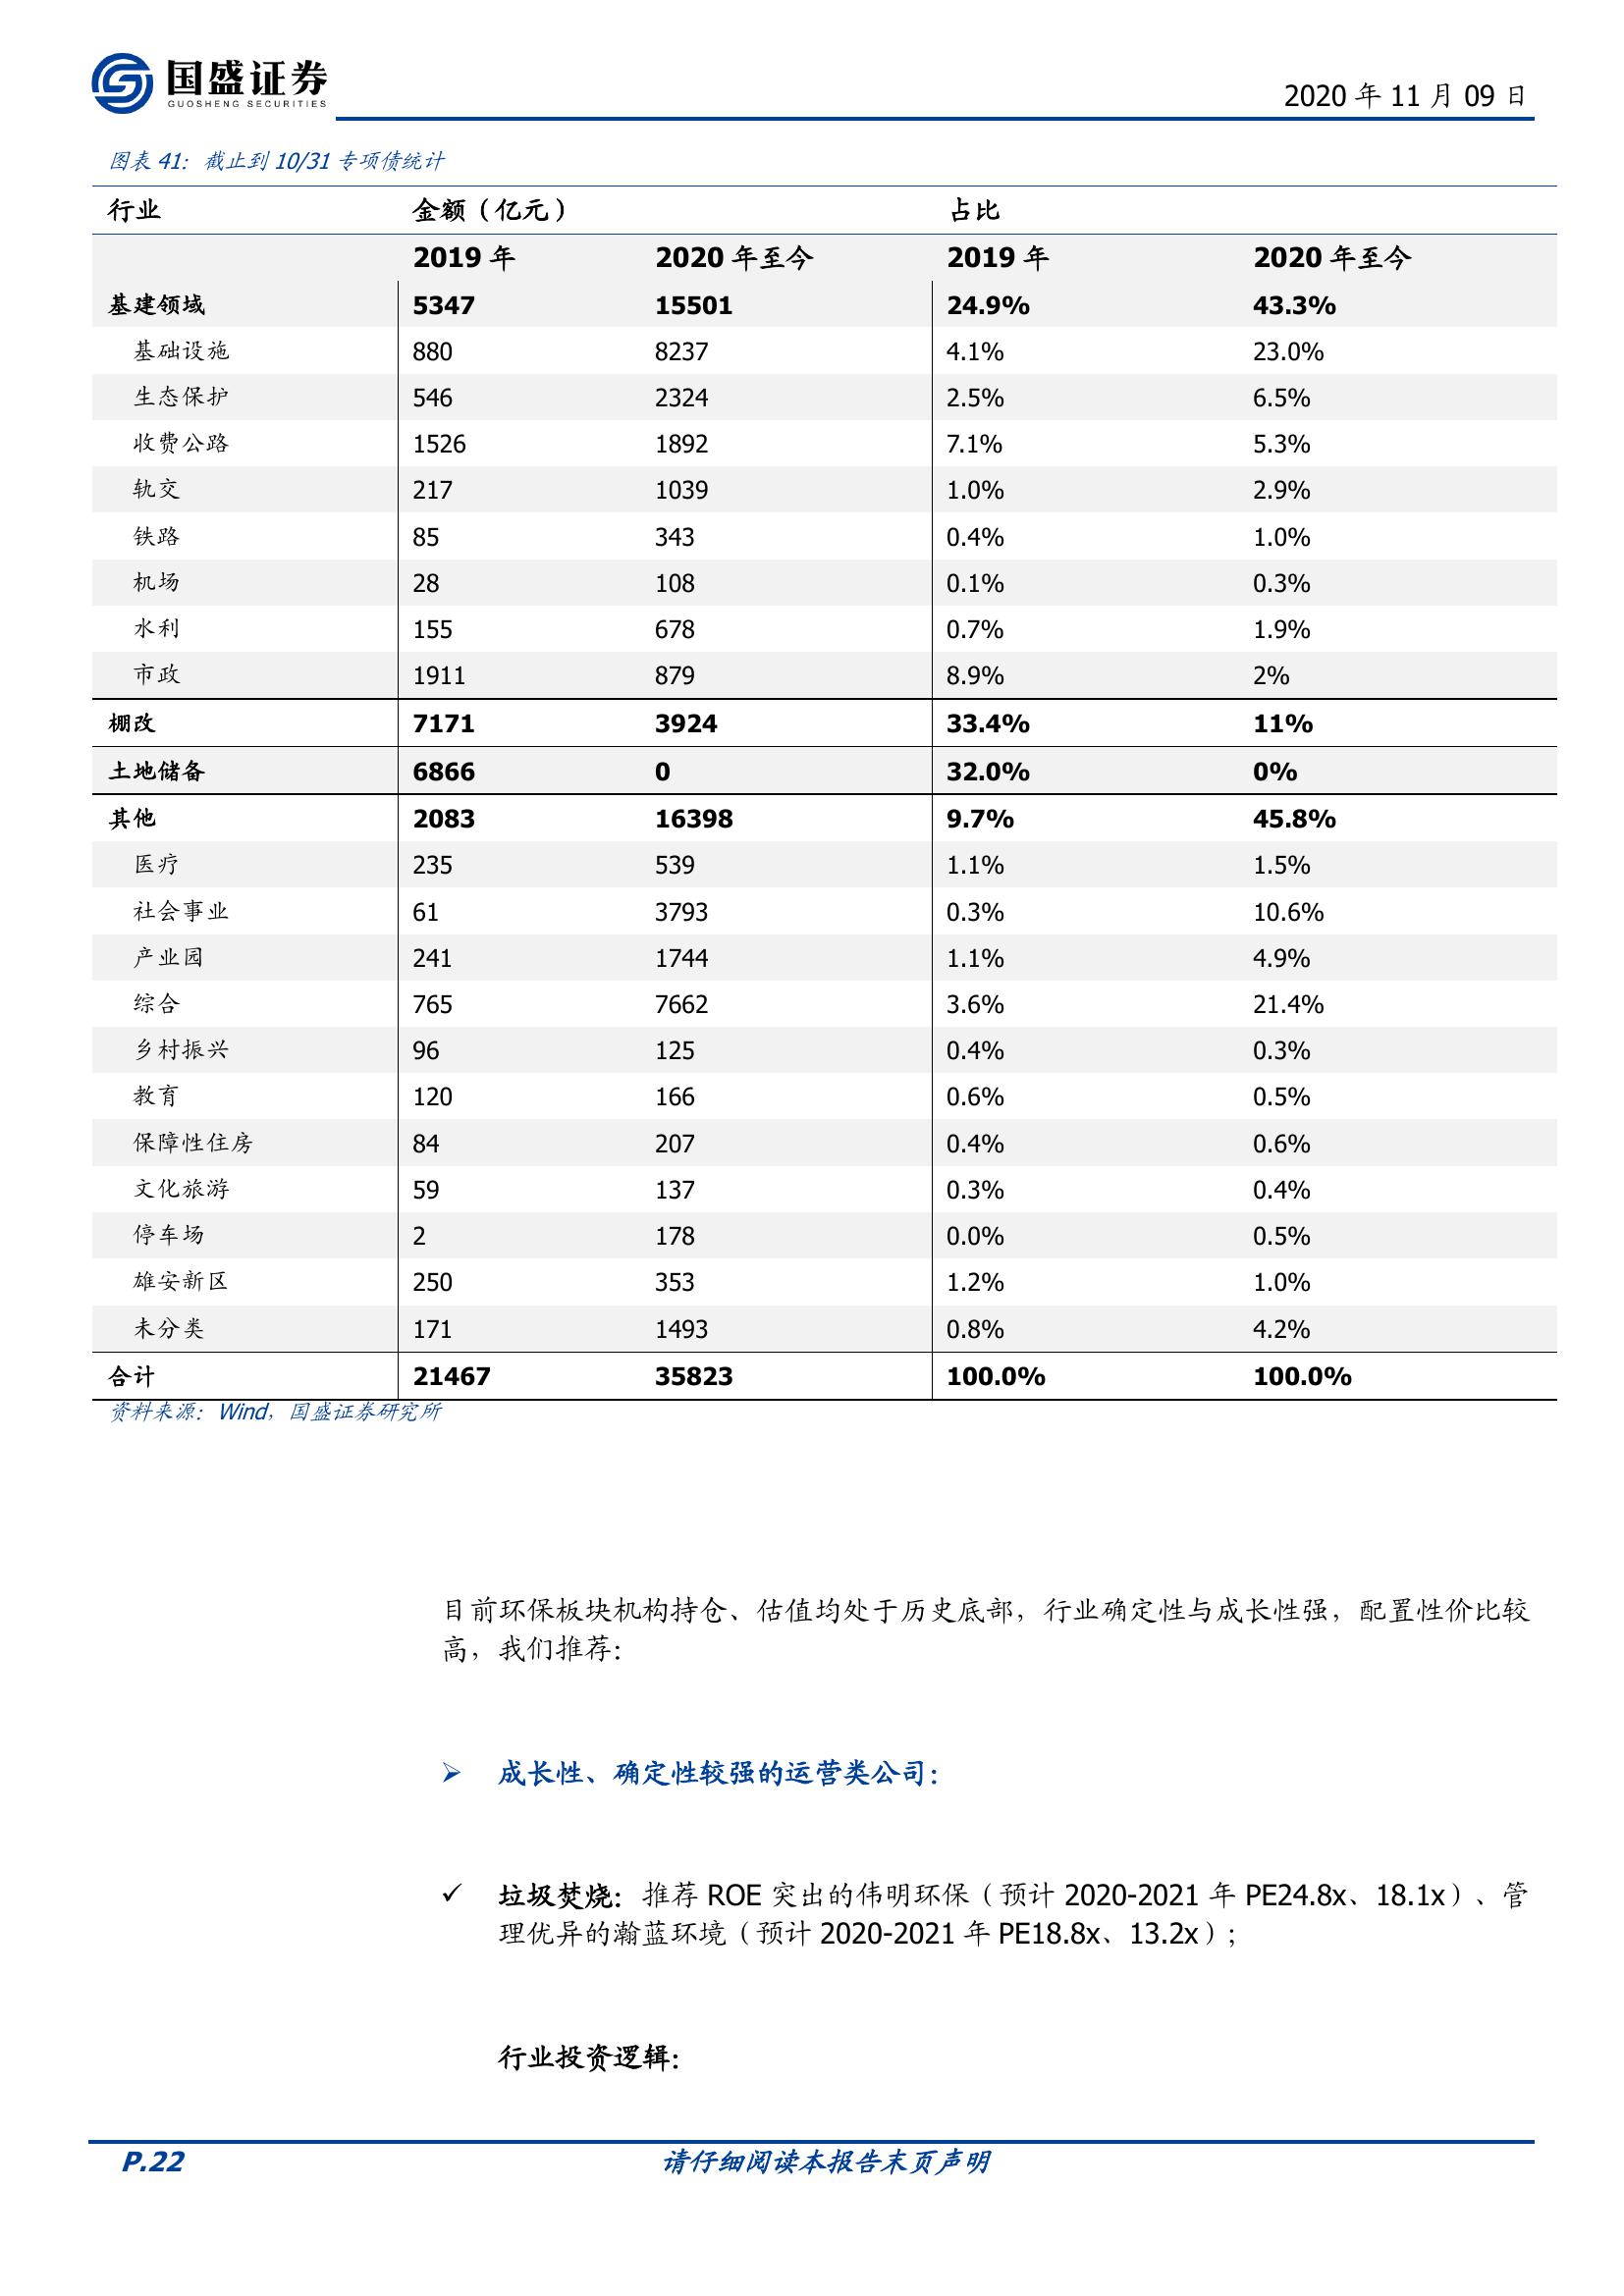 国盛证券
GUOSHENG SECURITIES
2020 年 11 月 09 日
图表 41：截止到 10/31 专项债统计
行业 金额（亿元） 占比
2019 年 2020 年至今 2019 年 2020 年至今
基建领域 5347 15501 24.9% 43.3%
基础设施 880 8237 4.1% 23.0%
生态保护 546 2324 2.5% 6.5%
收费公路 1526 1892 7.1% 5.3%
轨交 217 1039 1.0% 2.9%
铁路 85 343 0.4% 1.0%
机场 28 108 0.1% 0.3%
水利 155 678 0.7% 1.9%
市政 1911 879 8.9% 2%
棚改 7171 3924 33.4% 11%
土地储备 6866 0 32.0% 0%
其他 2083 16398 9.7% 45.8%
医疗 235 539 1.1% 1.5%
社会事业 61 3793 0.3% 10.6%
产业园 241 1744 1.1% 4.9%
综合 765 7662 3.6% 21.4%
乡村振兴 96 125 0.4% 0.3%
教育 120 166 0.6% 0.5%
保障性住房 84 207 0.4% 0.6%
文化旅游 59 137 0.3% 0.4%
停车场 2 178 0.0% 0.5%
雄安新区 250 353 1.2% 1.0%
未分类 171 1493 0.8% 4.2%
合计 21467 35823 100.0% 100.0%
资料来源：Wind，国盛证券研究所
目前环保板块机构持仓、估值均处于历史底部，行业确定性与成长性强，配置性价比较
高，我们推荐：
➢ 成长性、确定性较强的运营类公司：
✓ 垃圾焚烧：推荐 ROE 突出的伟明环保（预计 2020-2021 年 PE24.8x、18.1x）、管
理优异的瀚蓝环境（预计 2020-2021 年 PE18.8x、13.2x）；
行业投资逻辑：
P.22 请仔细阅读本报告末页声明